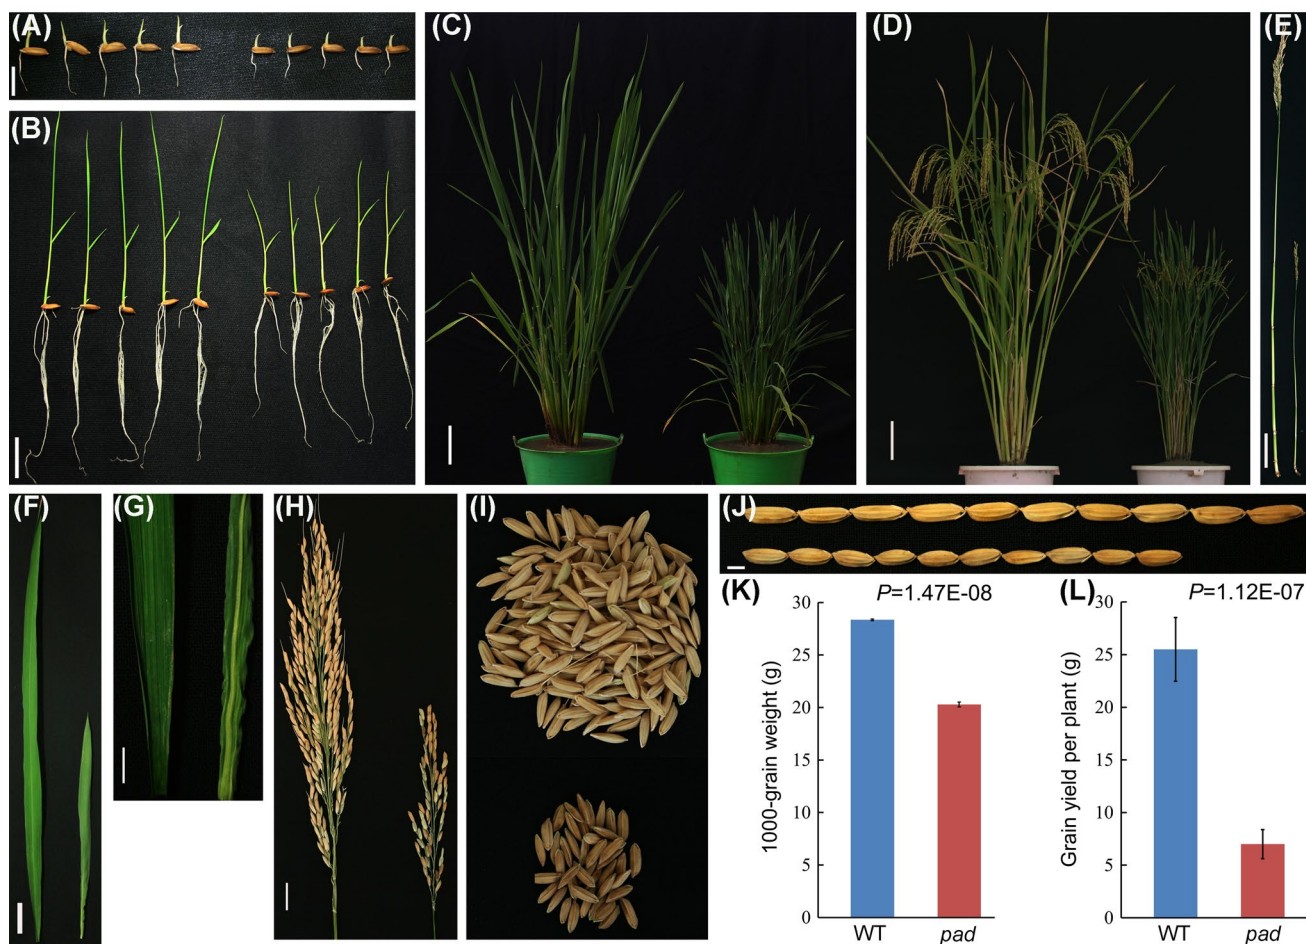 (A)
(B)
(C)
(D)
(E)
(F)
(G)
(H)
(I)
(J)
(K)
P=1.47E-08
1000-grain weight (g)
30
25
20
15
10
5
0
WT
pad
(L)
P=1.12E-07
Grain yield per plant (g)
30
25
20
15
10
5
0
WT
pad